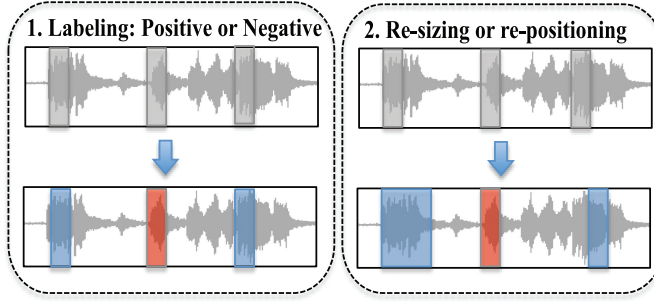 1. Labeling: Positive or Negative
2. Re-sizing or re-positioning